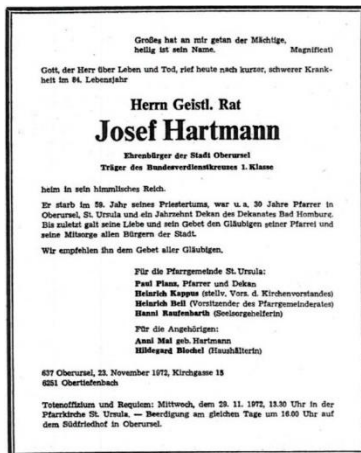 Großes hat an mir getan der Mächtige,
heilig ist sein Name. Magnificat)
Gott, der Herr über Leben und Tod, rief heute nach kurzer, schwerer Krank-
heit im 84. Lebensjahr
Herrn Geistl. Rat
Josef Hartmann
Ehrenbürger der Stadt Oberursel
Träger des Bundesverdienstkreuzes 1. Klasse
heim in sein himmlisches Reich.
Er starb im 59. Jahr seines Priestertums, war u. a. 30 Jahre Pfarrer in
Oberursel, St. Ursula und ein Jahrzehnt Dekan des Dekanates Bad Homburg.
Bis zuletzt galt seine Liebe und sein Gebet den Gläubigen seiner Pfarrei und
seine Mitsorge allen Bürgern der Stadt.
Wir empfehlen ihn dem Gebet aller Gläubigen.
Für die Pfarrgemeinde St. Ursula:
Paul Plans, Pfarrer und Dekan
Heinrich Kappus (stellv. Vors. d. Kirchenvorstandes)
Heinrich Beil (Vorsitzender des Pfarrgemeinderates)
Hanni Raufenbarth (Seelsorgehelferin)
Für die Angehörigen:
Anni Mai geb. Hartmann
Hildegard Blochel (Haushälterin)
637 Oberursel, 23. November 1972, Kirchgasse 15
6251 Obertiefenbach
Totenoffizium und Requiem: Mittwoch, dem 29. 11. 1972, 13.30 Uhr in der
Pfarrkirche St. Ursula. — Beerdigung am gleichen Tage um 16.00 Uhr auf
dem Südfriedhof in Oberursel.